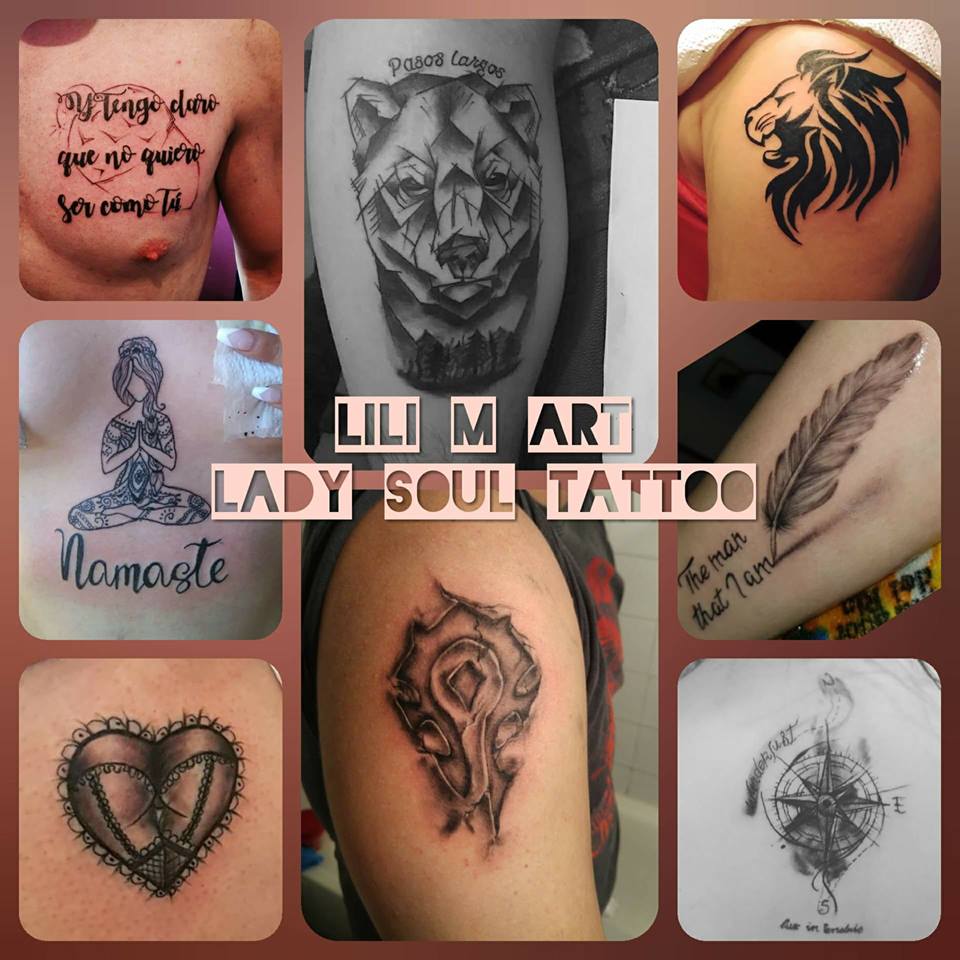 Y Tengo claro
que no quiero
ser como Tú
Pasos largos
LILI M ART
LADY SOUL TATTOO
Namaste
The man
that I am
Wanderlust
E
S